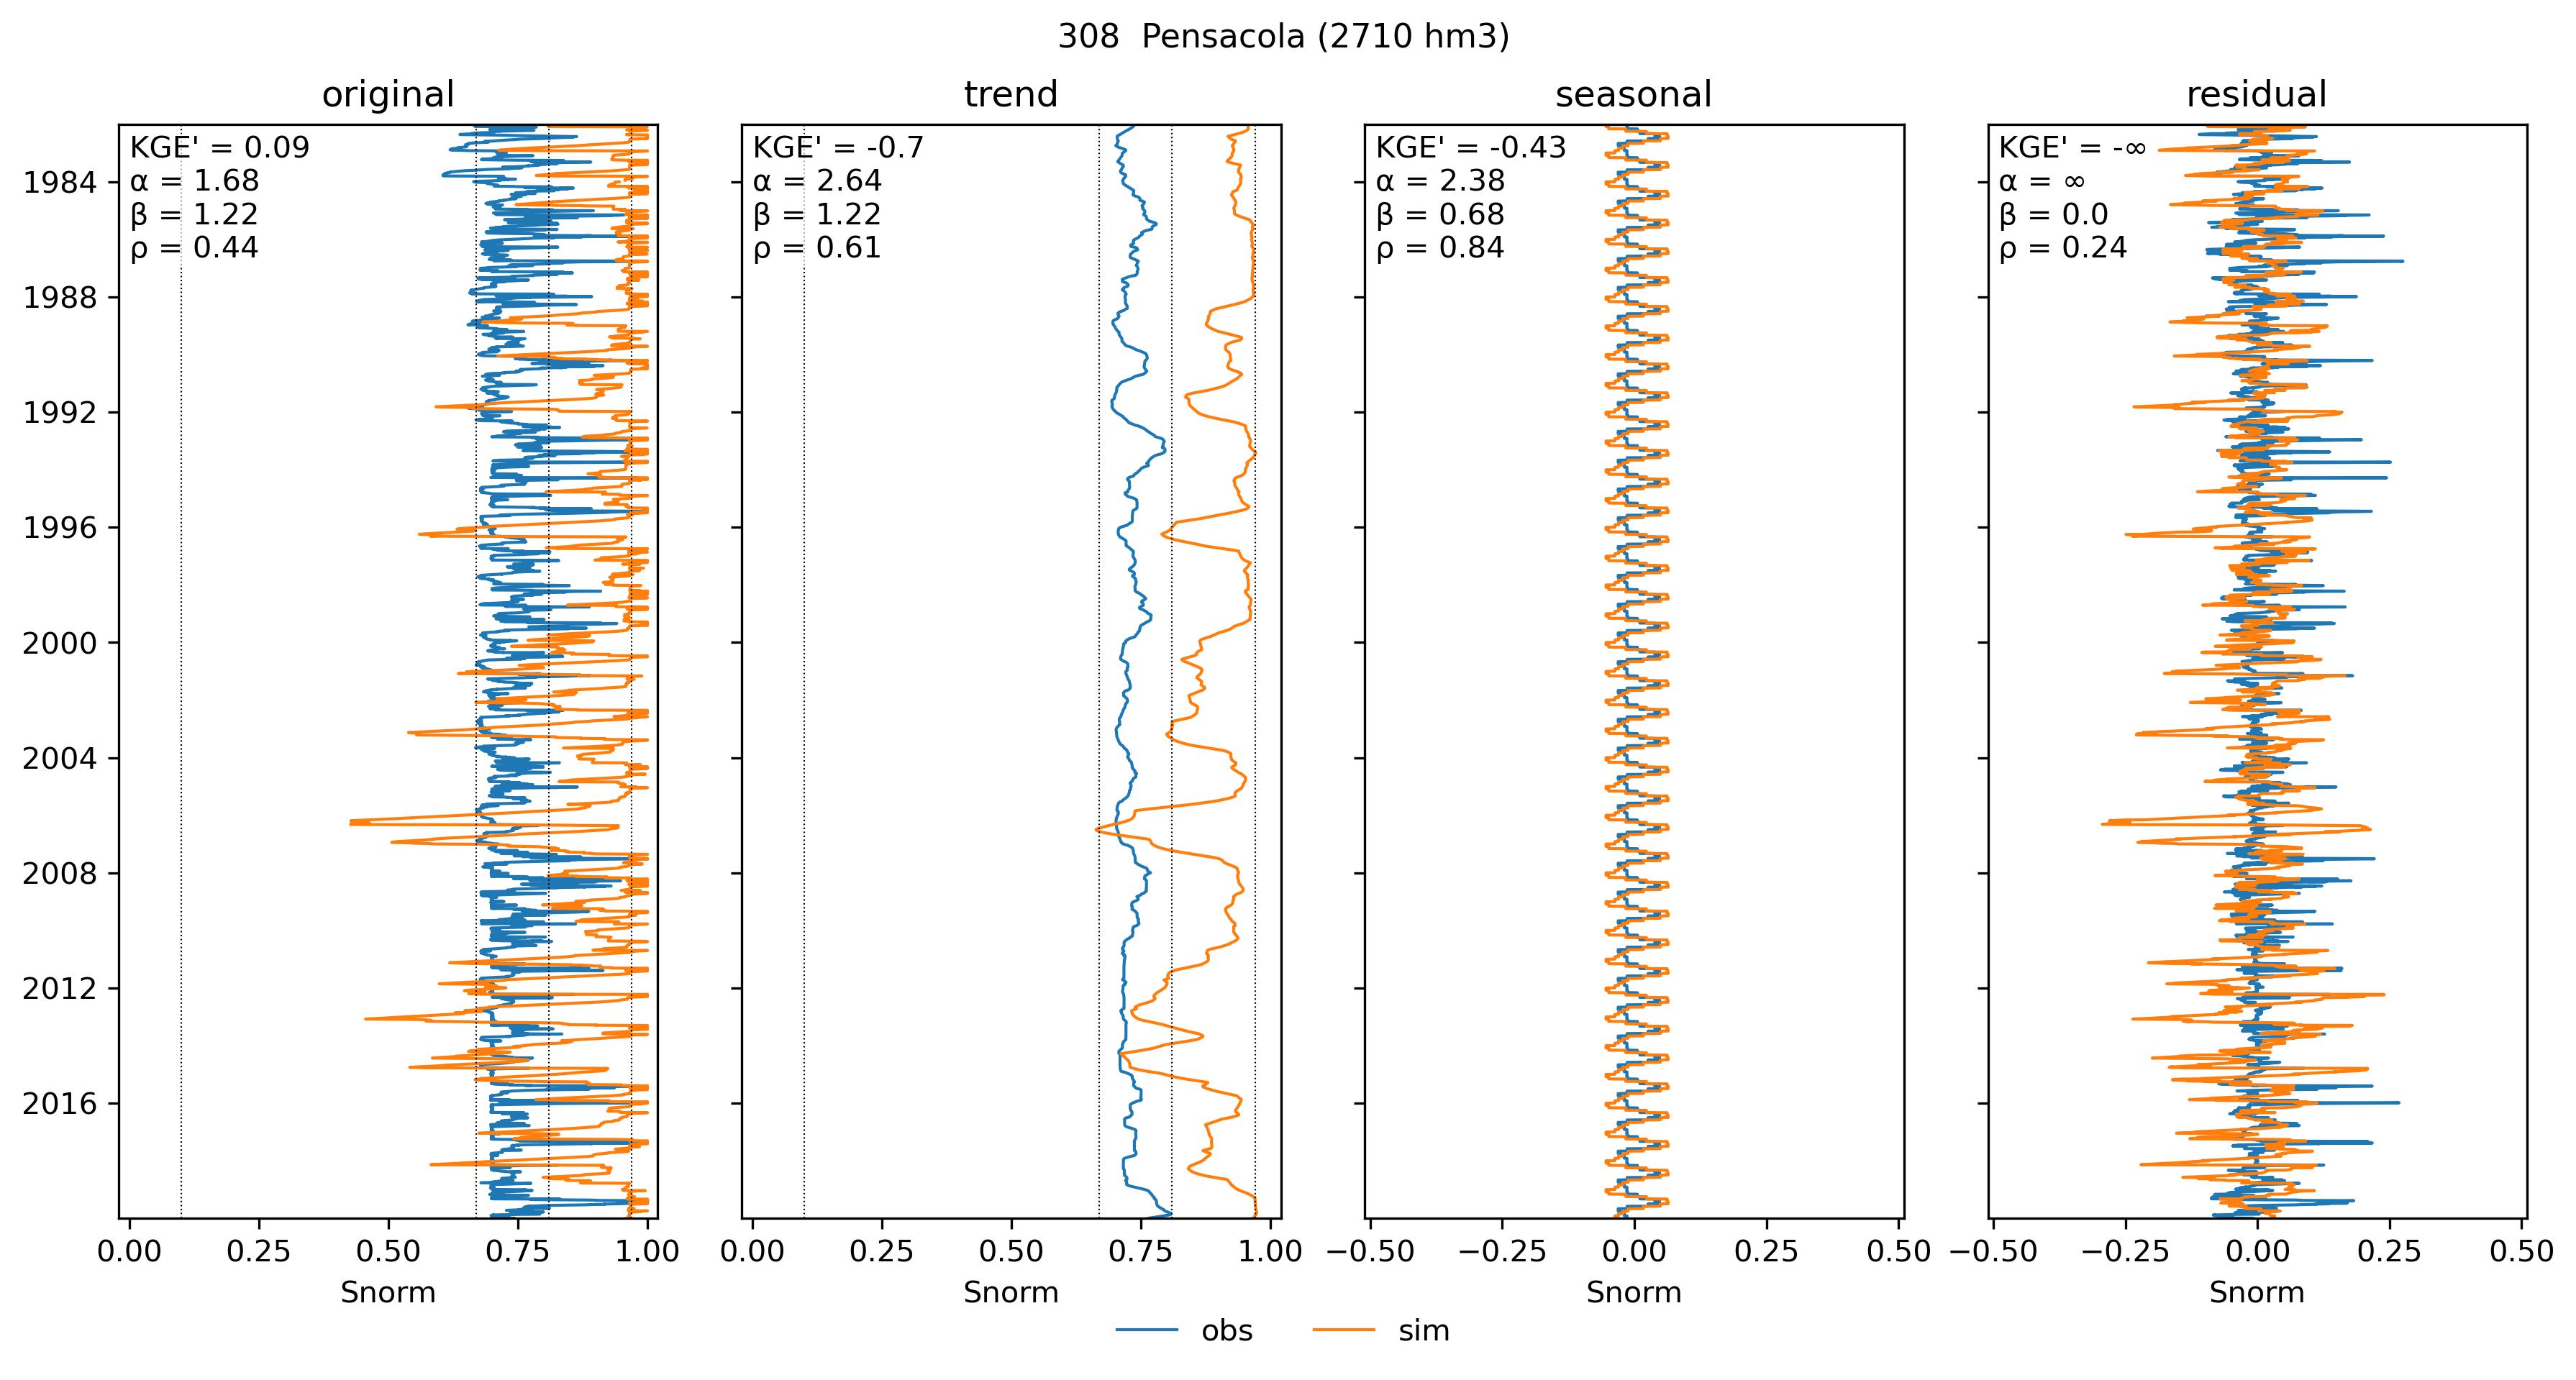 308  Pensacola (2710 hm3)
original
trend
seasonal
residual
KGE' = 0.09
α = 1.68
β = 1.22
ρ = 0.44
KGE' = -0.7
α = 2.64
β = 1.22
ρ = 0.61
KGE' = -0.43
α = 2.38
β = 0.68
ρ = 0.84
KGE' = -∞
α = ∞
β = 0.0
ρ = 0.24
1984
1988
1992
1996
2000
2004
2008
2012
2016
0.00 0.25 0.50 0.75 1.00
0.00 0.25 0.50 0.75 1.00
−0.50 −0.25 0.00 0.25 0.50
−0.50 −0.25 0.00 0.25 0.50
Snorm
Snorm
Snorm
Snorm
obs sim